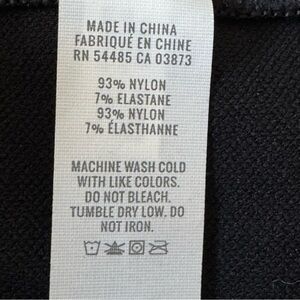 MADE IN CHINA
FABRIQUÉ EN CHINE
RN 54485 CA 03873
93% NYLON
7% ELASTANE
93% NYLON
7% ÉLASTHANNE
MACHINE WASH COLD
WITH LIKE COLORS.
DO NOT BLEACH.
TUMBLE DRY LOW. DO
NOT IRON.